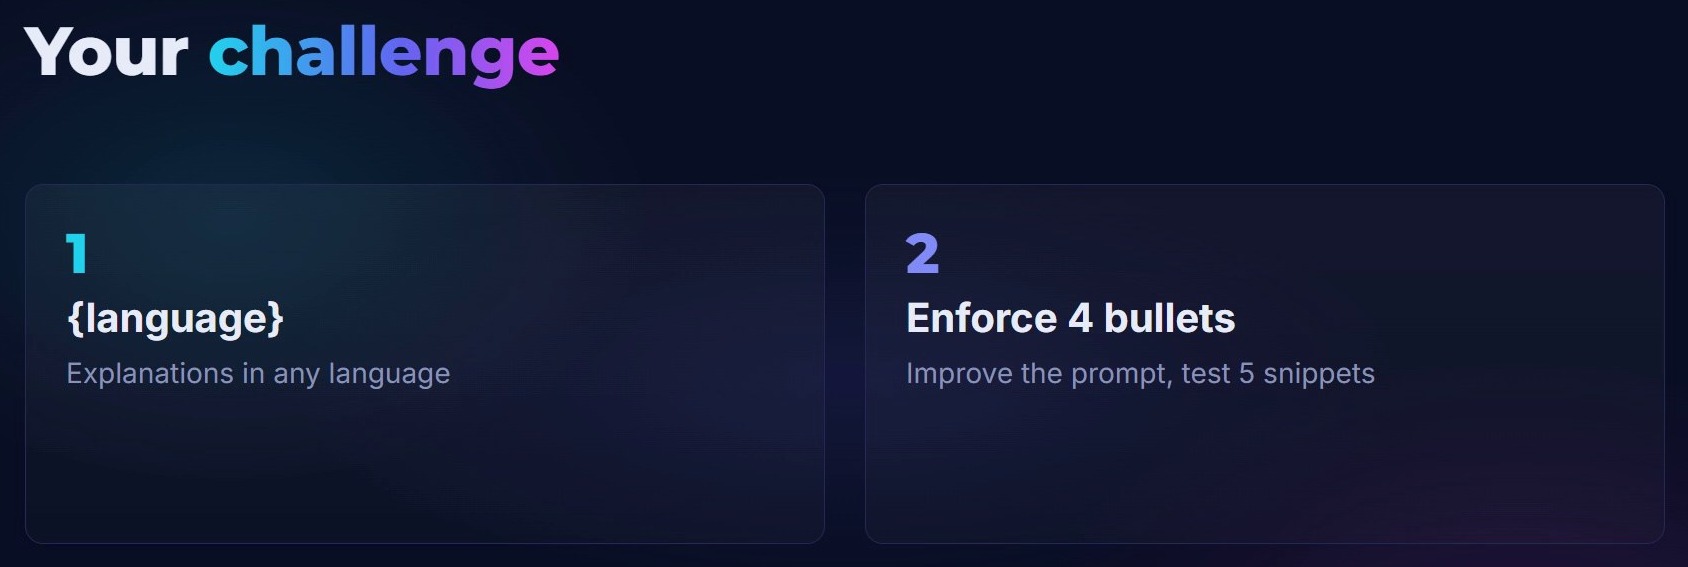 Your challenge
1
{language}
Explanations in any language
2
Enforce 4 bullets
Improve the prompt, test 5 snippets